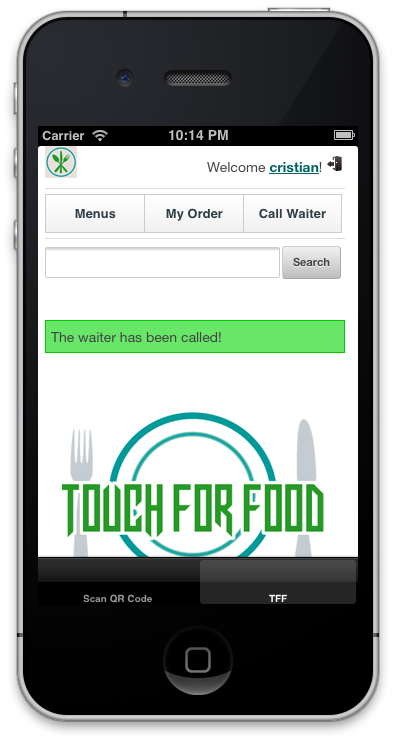 Carrier 10:14 PM
Welcome cristian!
Menus My Order Call Waiter
Search
The waiter has been called!
TOUCH FOR FOOD
Scan QR Code TFF